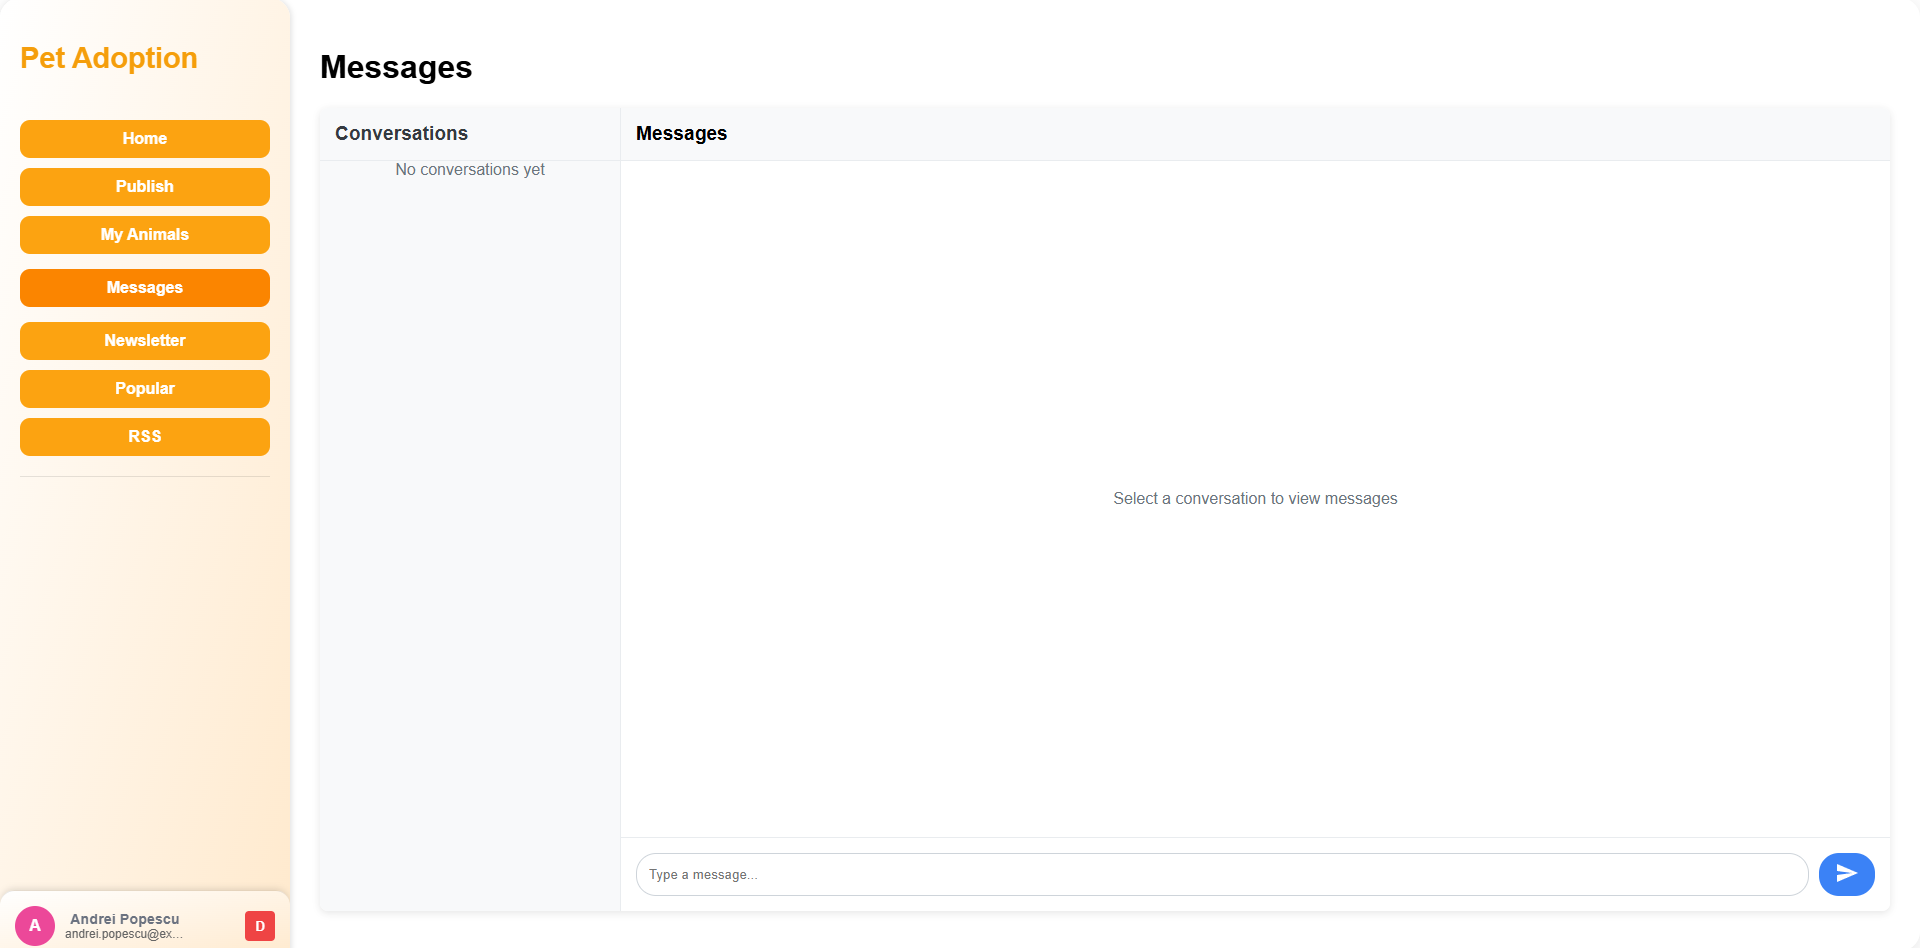 Pet Adoption
Home
Publish
My Animals
Messages
Newsletter
Popular
RSS
A
Andrei Popescu
andrei.popescu@ex...
D
Messages
Conversations
No conversations yet
Messages
Select a conversation to view messages
Type a message...